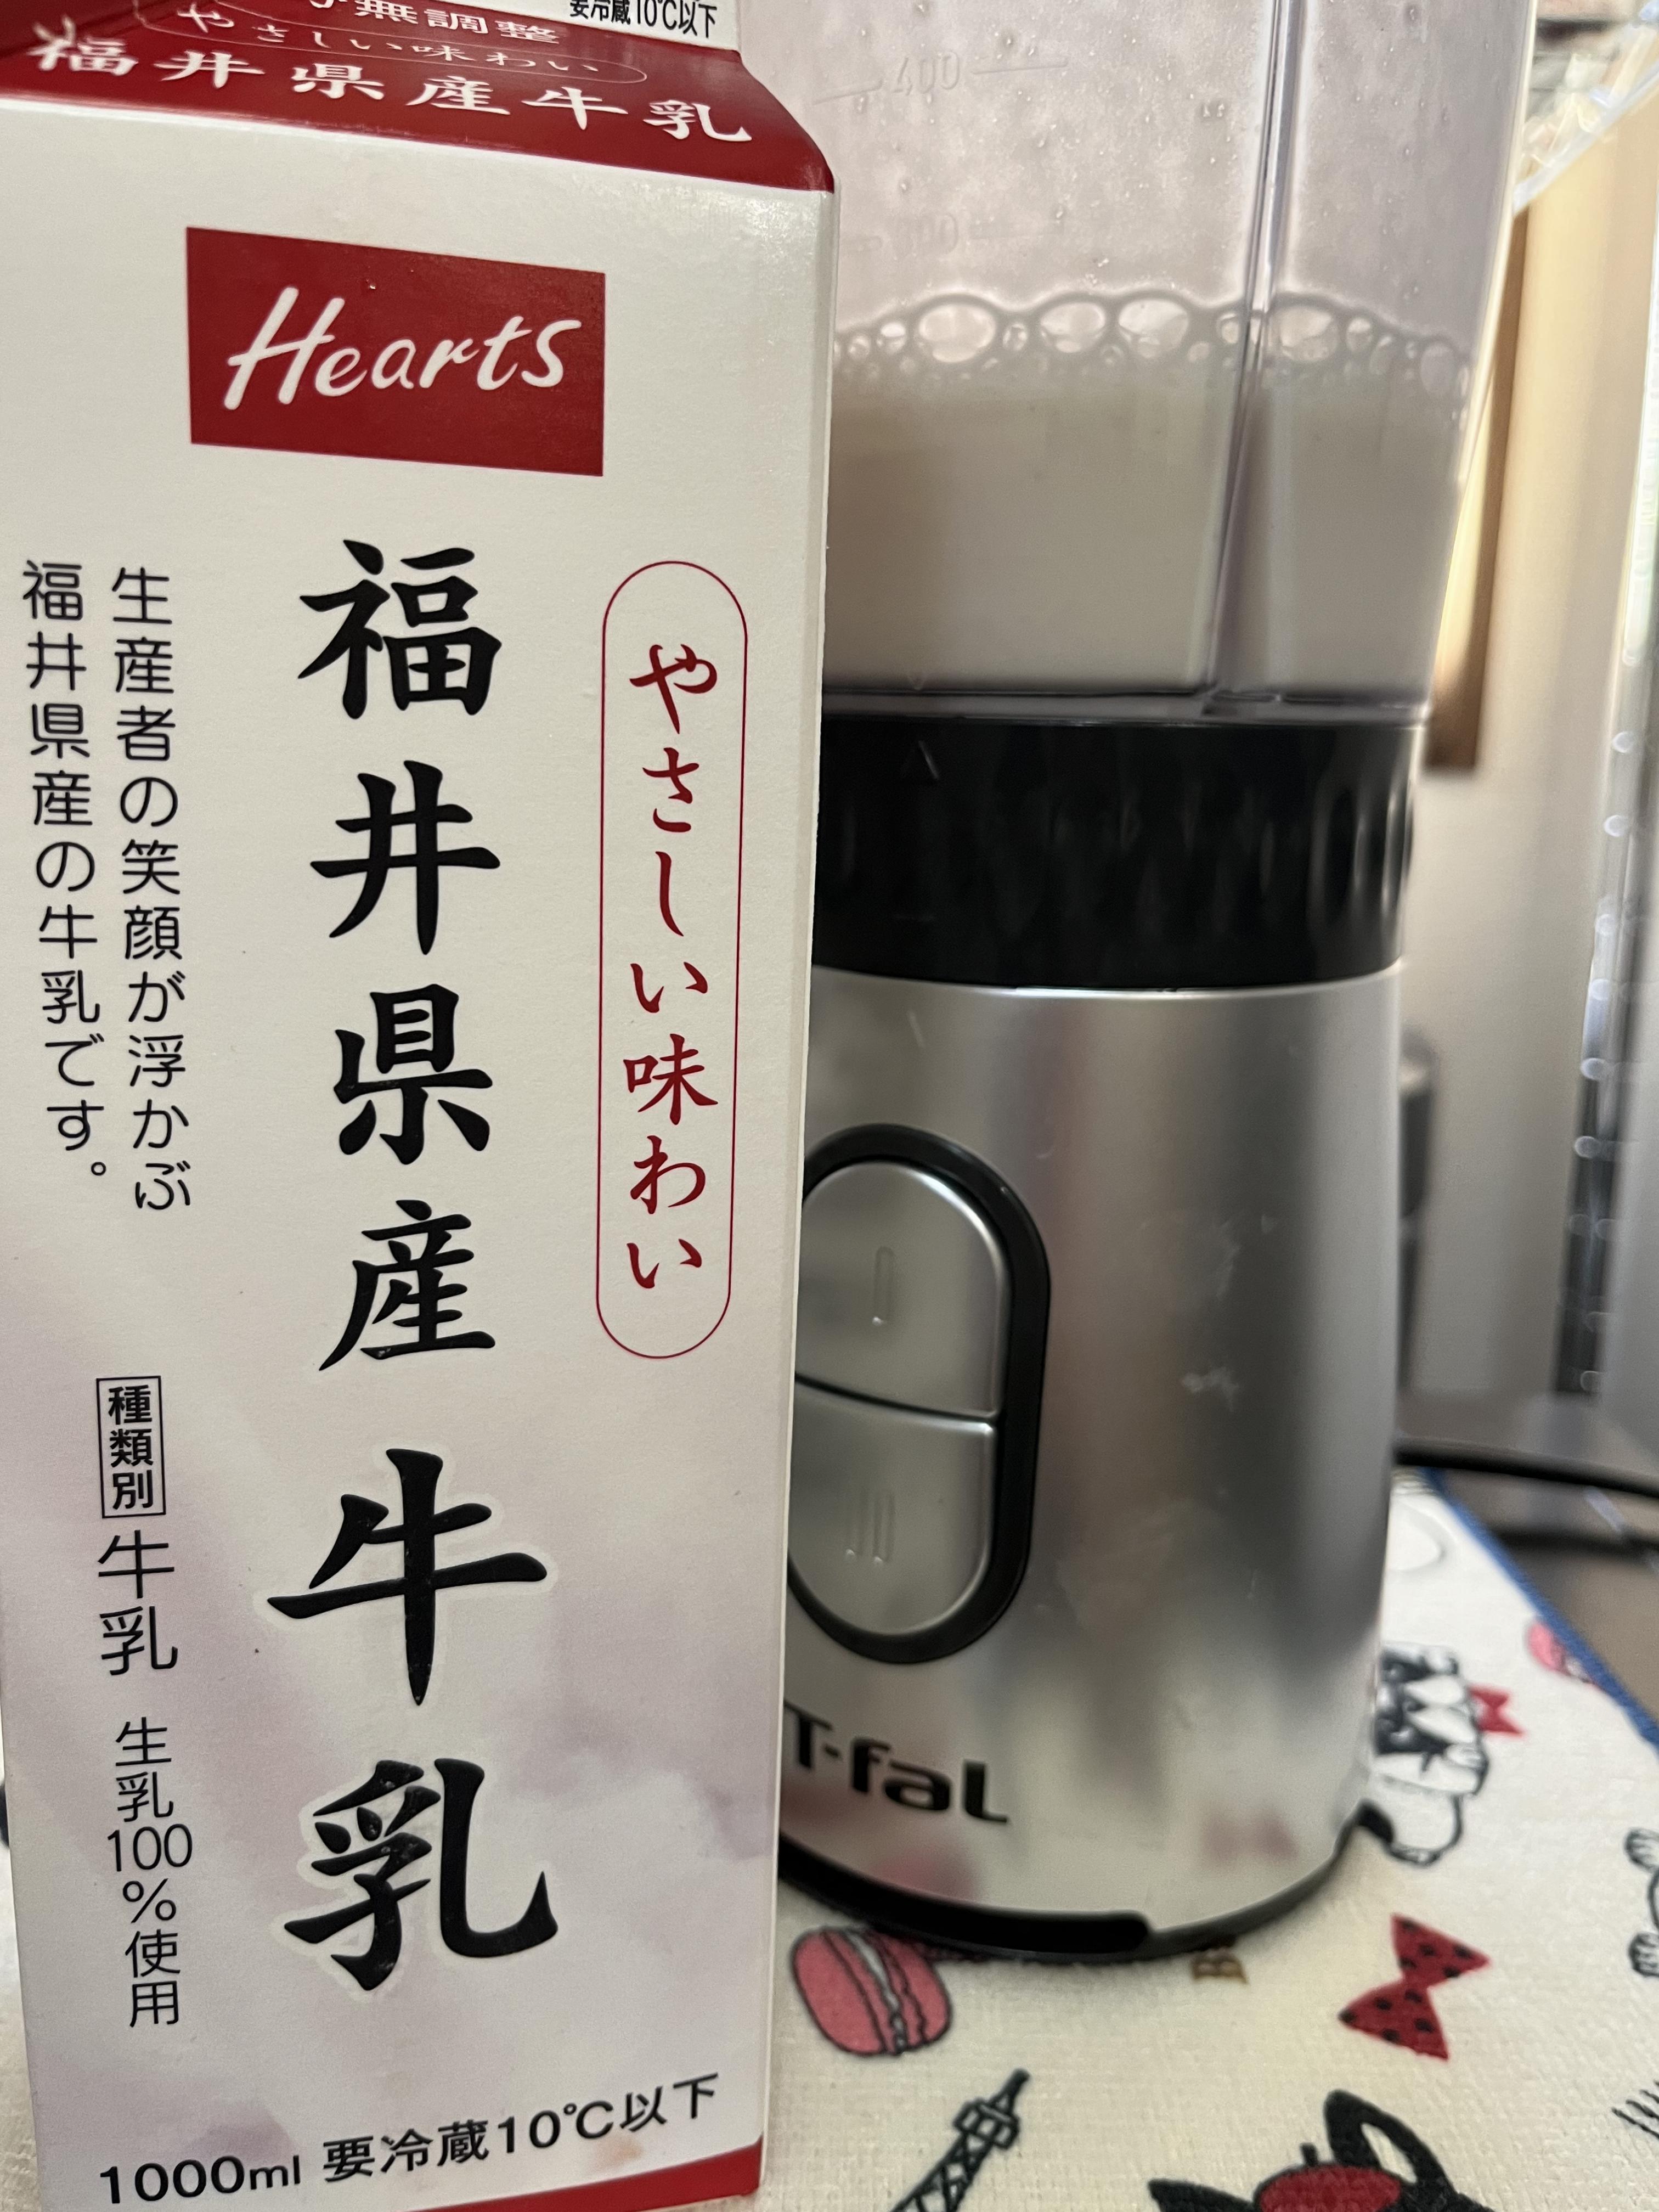 要冷蔵10℃以下
無調整
やさしい味わい
福井県産牛乳
Hearts
やさしい味わい
福井県産牛乳
生産者の笑顔が浮かぶ
福井県産の牛乳です。
種類別 牛乳 生乳100%使用
1000ml 要冷蔵10℃以下
400
300
I
II
T-fal